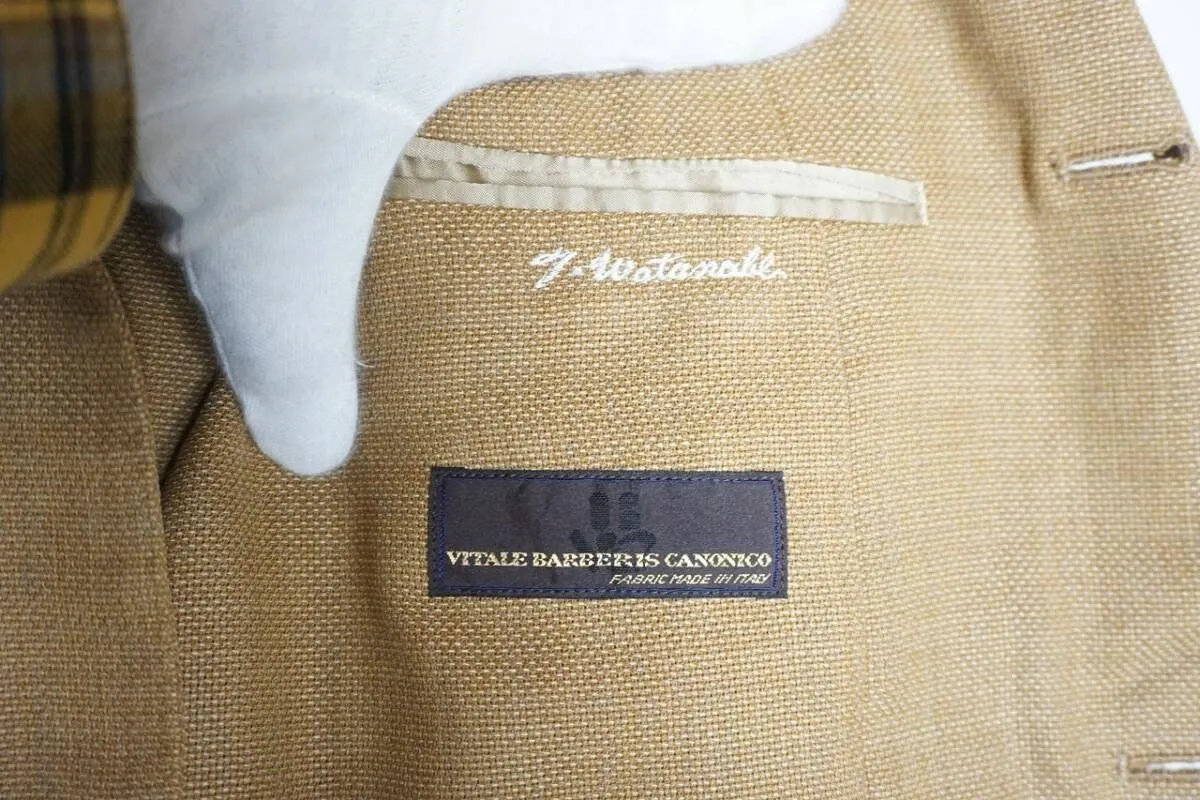 Y. Watanabe.
VITALE BARBERIS CANONICO
FABRIC MADE IN ITALY